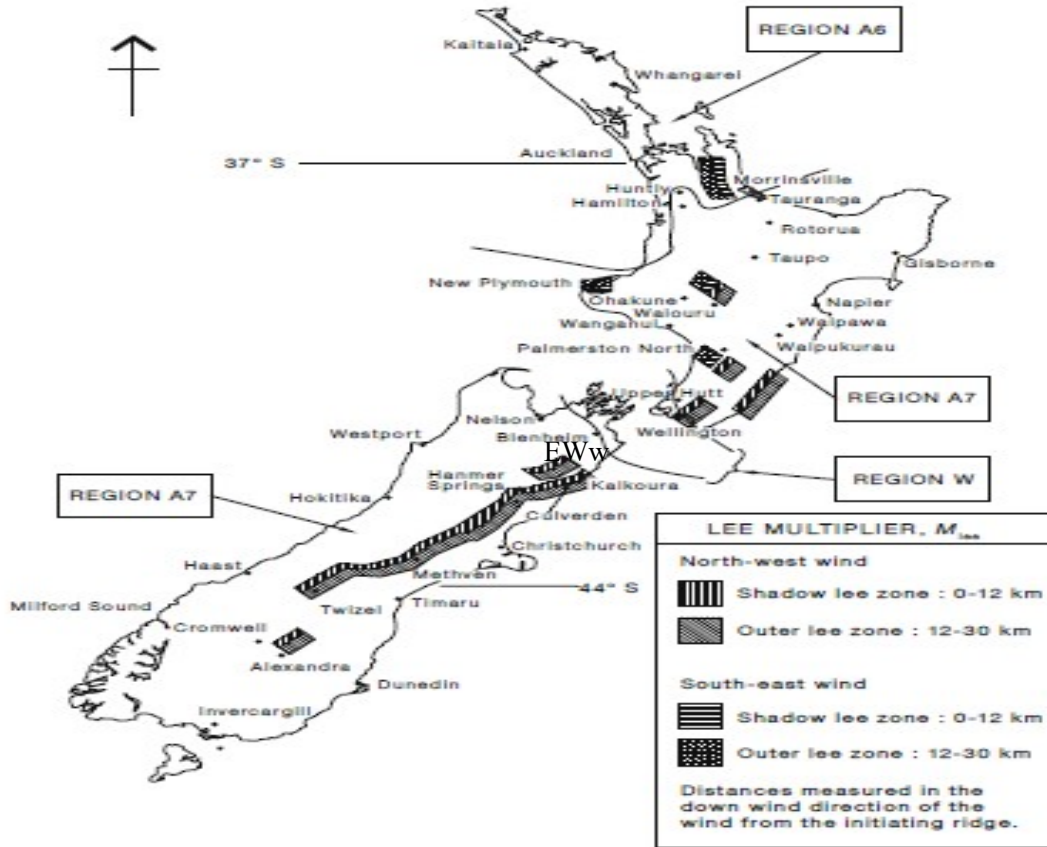 REGION A6
Kaitaia
Whangarei
Auckland
37° S
Morrinsville
Huntly
Tauranga
Hamilton
Rotorua
Taupo
Gisborne
New Plymouth
Ohakune
Waiouru
Napier
Wanganui
Waipawa
Waipukurau
Palmerston North
Upper Hutt
REGION A7
Nelson
Wellington
Westport
Blenheim
EWw
Hanmer
Springs
Kaikoura
REGION W
REGION A7
Hokitika
Culverden
Christchurch
Haast
Methven
44° S
Milford Sound
Twizel
Timaru
Cromwell
Alexandra
Dunedin
Invercargill
LEE MULTIPLIER, M lee
North-west wind
Shadow lee zone : 0-12 km
Outer lee zone : 12-30 km
South-east wind
Shadow lee zone : 0-12 km
Outer lee zone : 12-30 km
Distances measured in the
down wind direction of the
wind from the initiating ridge.